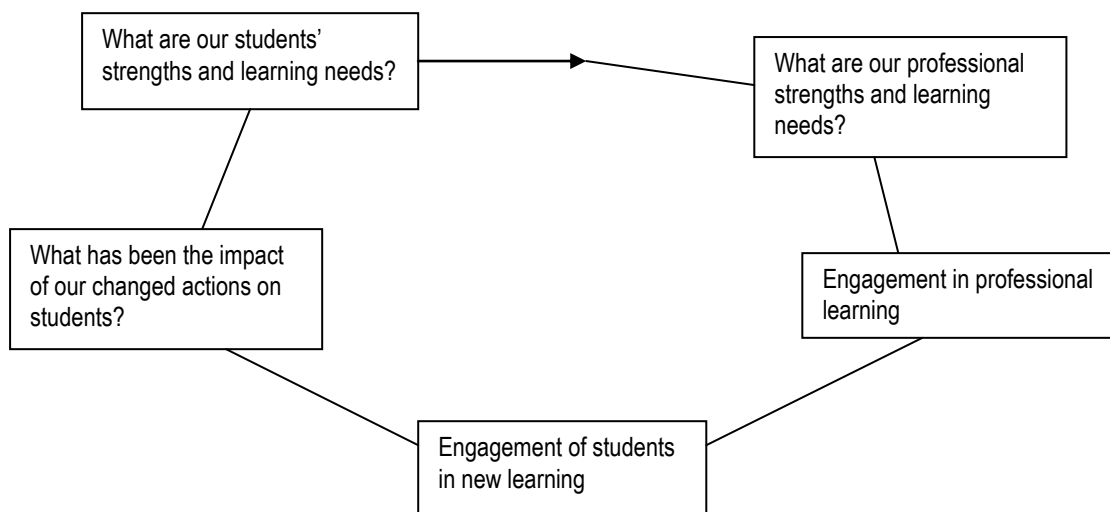 What are our students’
strengths and learning needs?
What are our professional
strengths and learning
needs?
Engagement in professional
learning
Engagement of students
in new learning
What has been the impact
of our changed actions on
students?